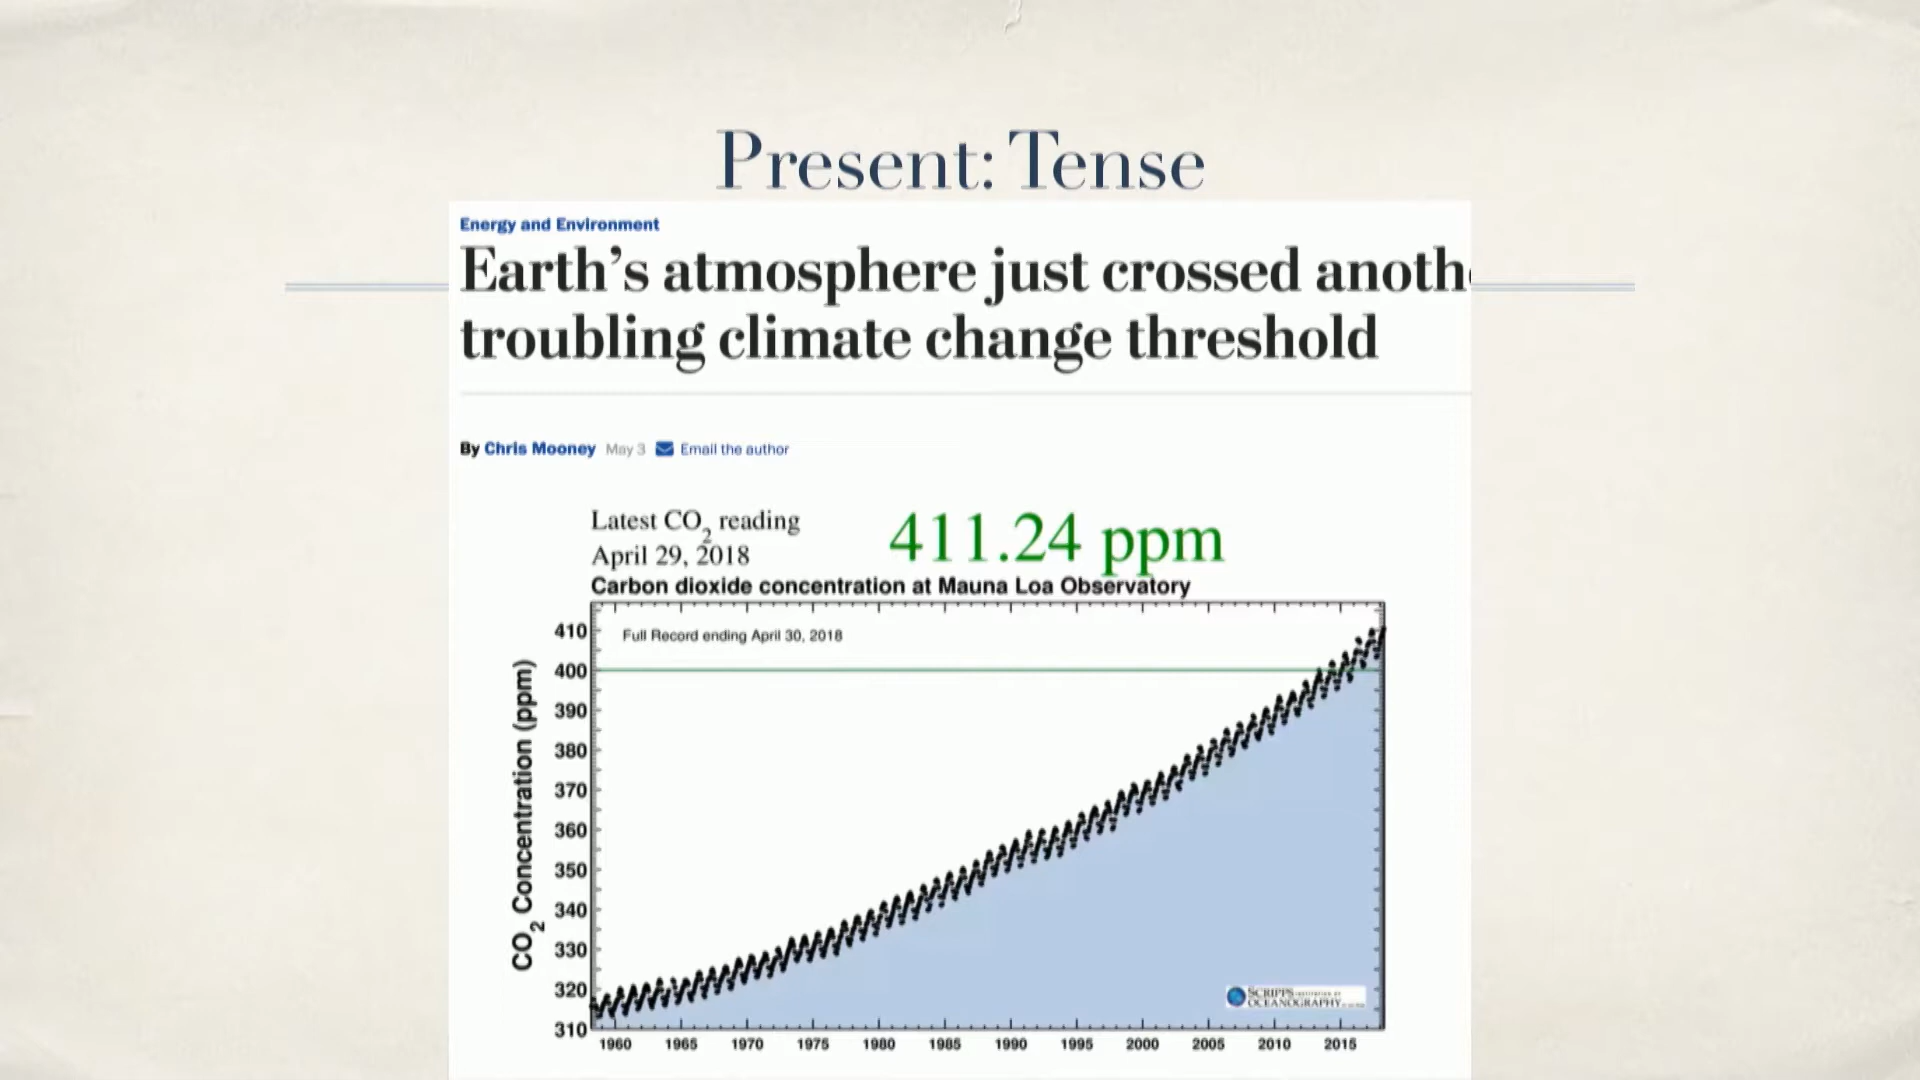 Present: Tense
Energy and Environment
Earth's atmosphere just crossed anoth
troubling climate change threshold
By Chris Mooney May 3 Email the author
Latest CO2 reading
April 29, 2018
411.24 ppm
Carbon dioxide concentration at Mauna Loa Observatory
Full Record ending April 30, 2018
CO2 Concentration (ppm)
410
400
390
380
370
360
350
340
330
320
310
1960 1965 1970 1975 1980 1985 1990 1995 2000 2005 2010 2015
SCRIPPS INSTITUTION OF
OCEANOGRAPHY